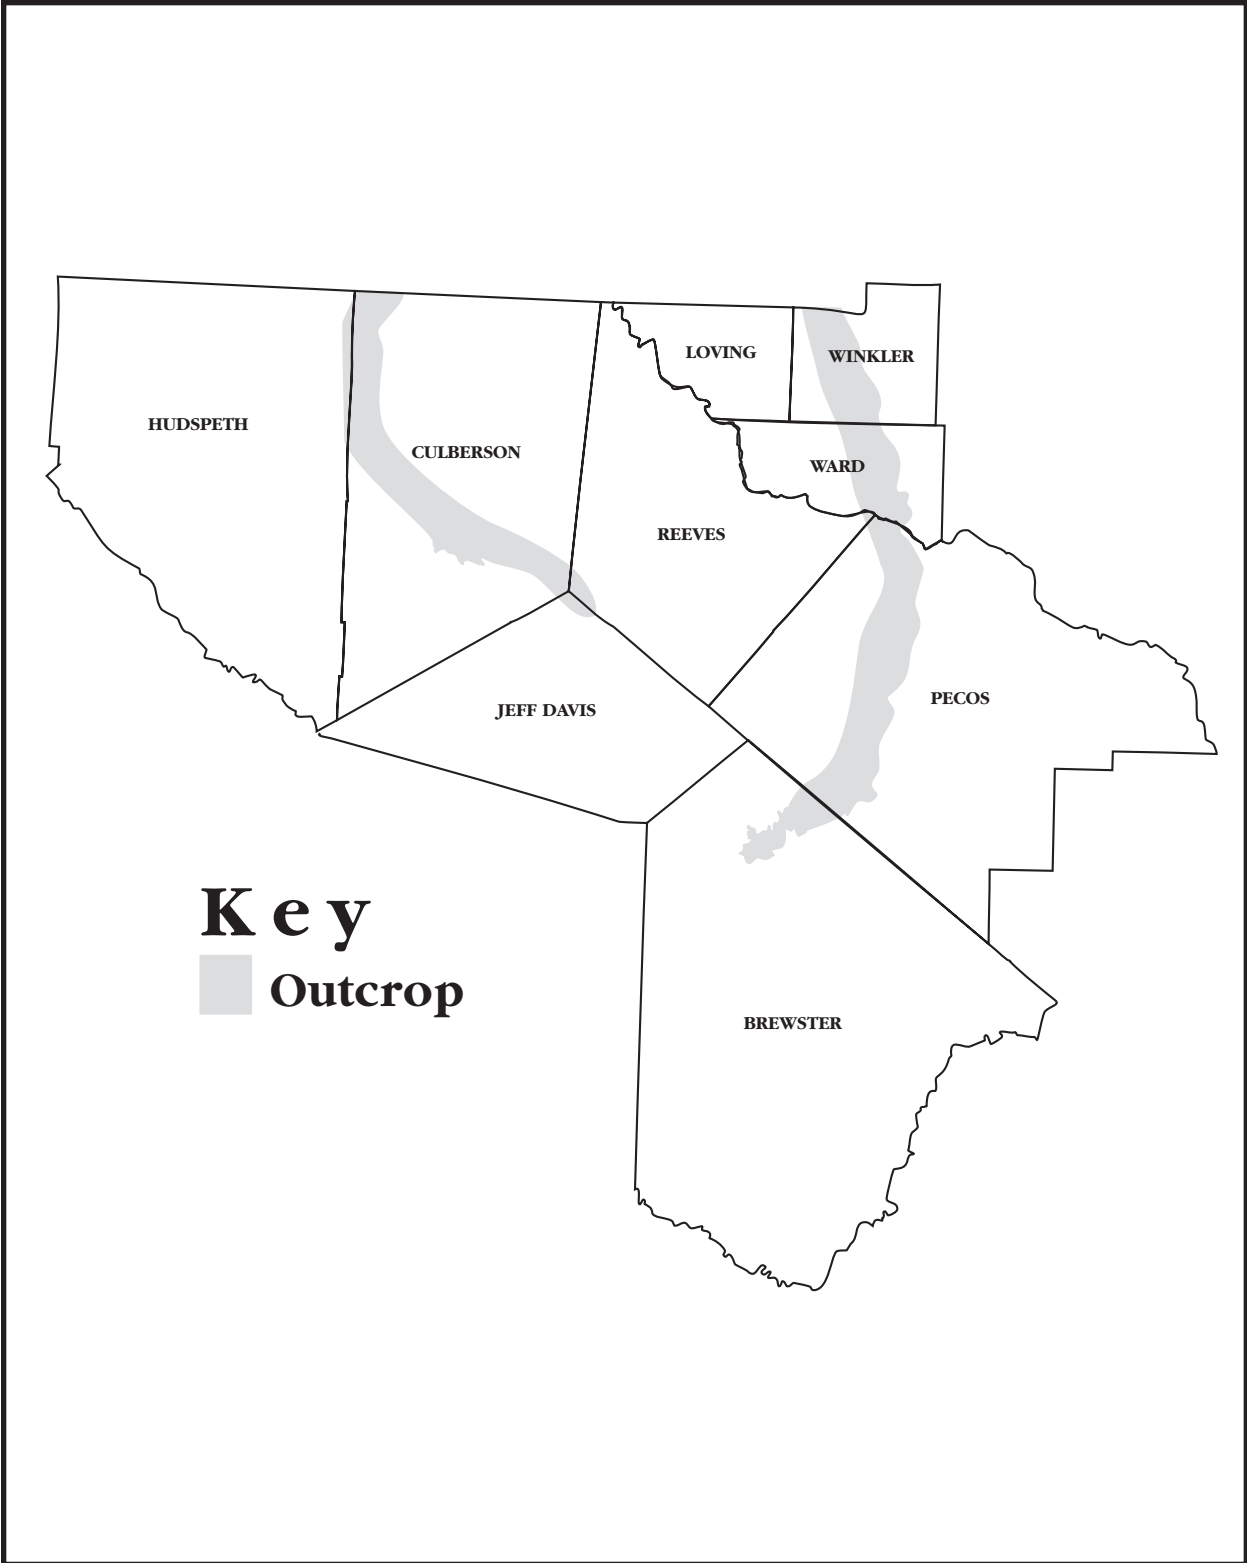 LOVING
WINKLER
HUDSPETH
CULBERSON
WARD
REEVES
PECOS
JEFF DAVIS
Key
Outcrop
BREWSTER